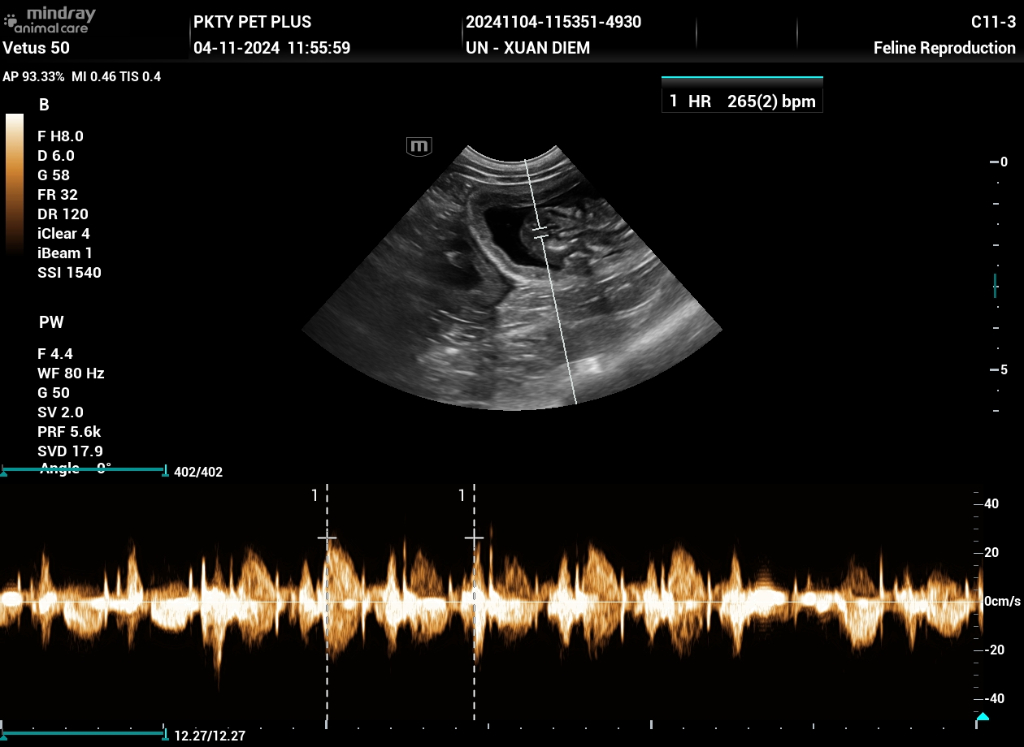 mindray
animalcare
Vetus 50
PKTY PET PLUS
04-11-2024 11:55:59
20241104-115351-4930
UN - XUAN DIEM
C11-3
Feline Reproduction
AP 93.33% MI 0.46 TIS 0.4
1 HR 265(2) bpm
B
F H8.0
D 6.0
G 58
FR 32
DR 120
iClear 4
iBeam 1
SSI 1540
m
0
5
PW
F 4.4
WF 80 Hz
G 50
SV 2.0
PRF 5.6k
SVD 17.9
Angle 0°
402/402
1
1
40
20
0cm/s
-20
-40
12.27/12.27